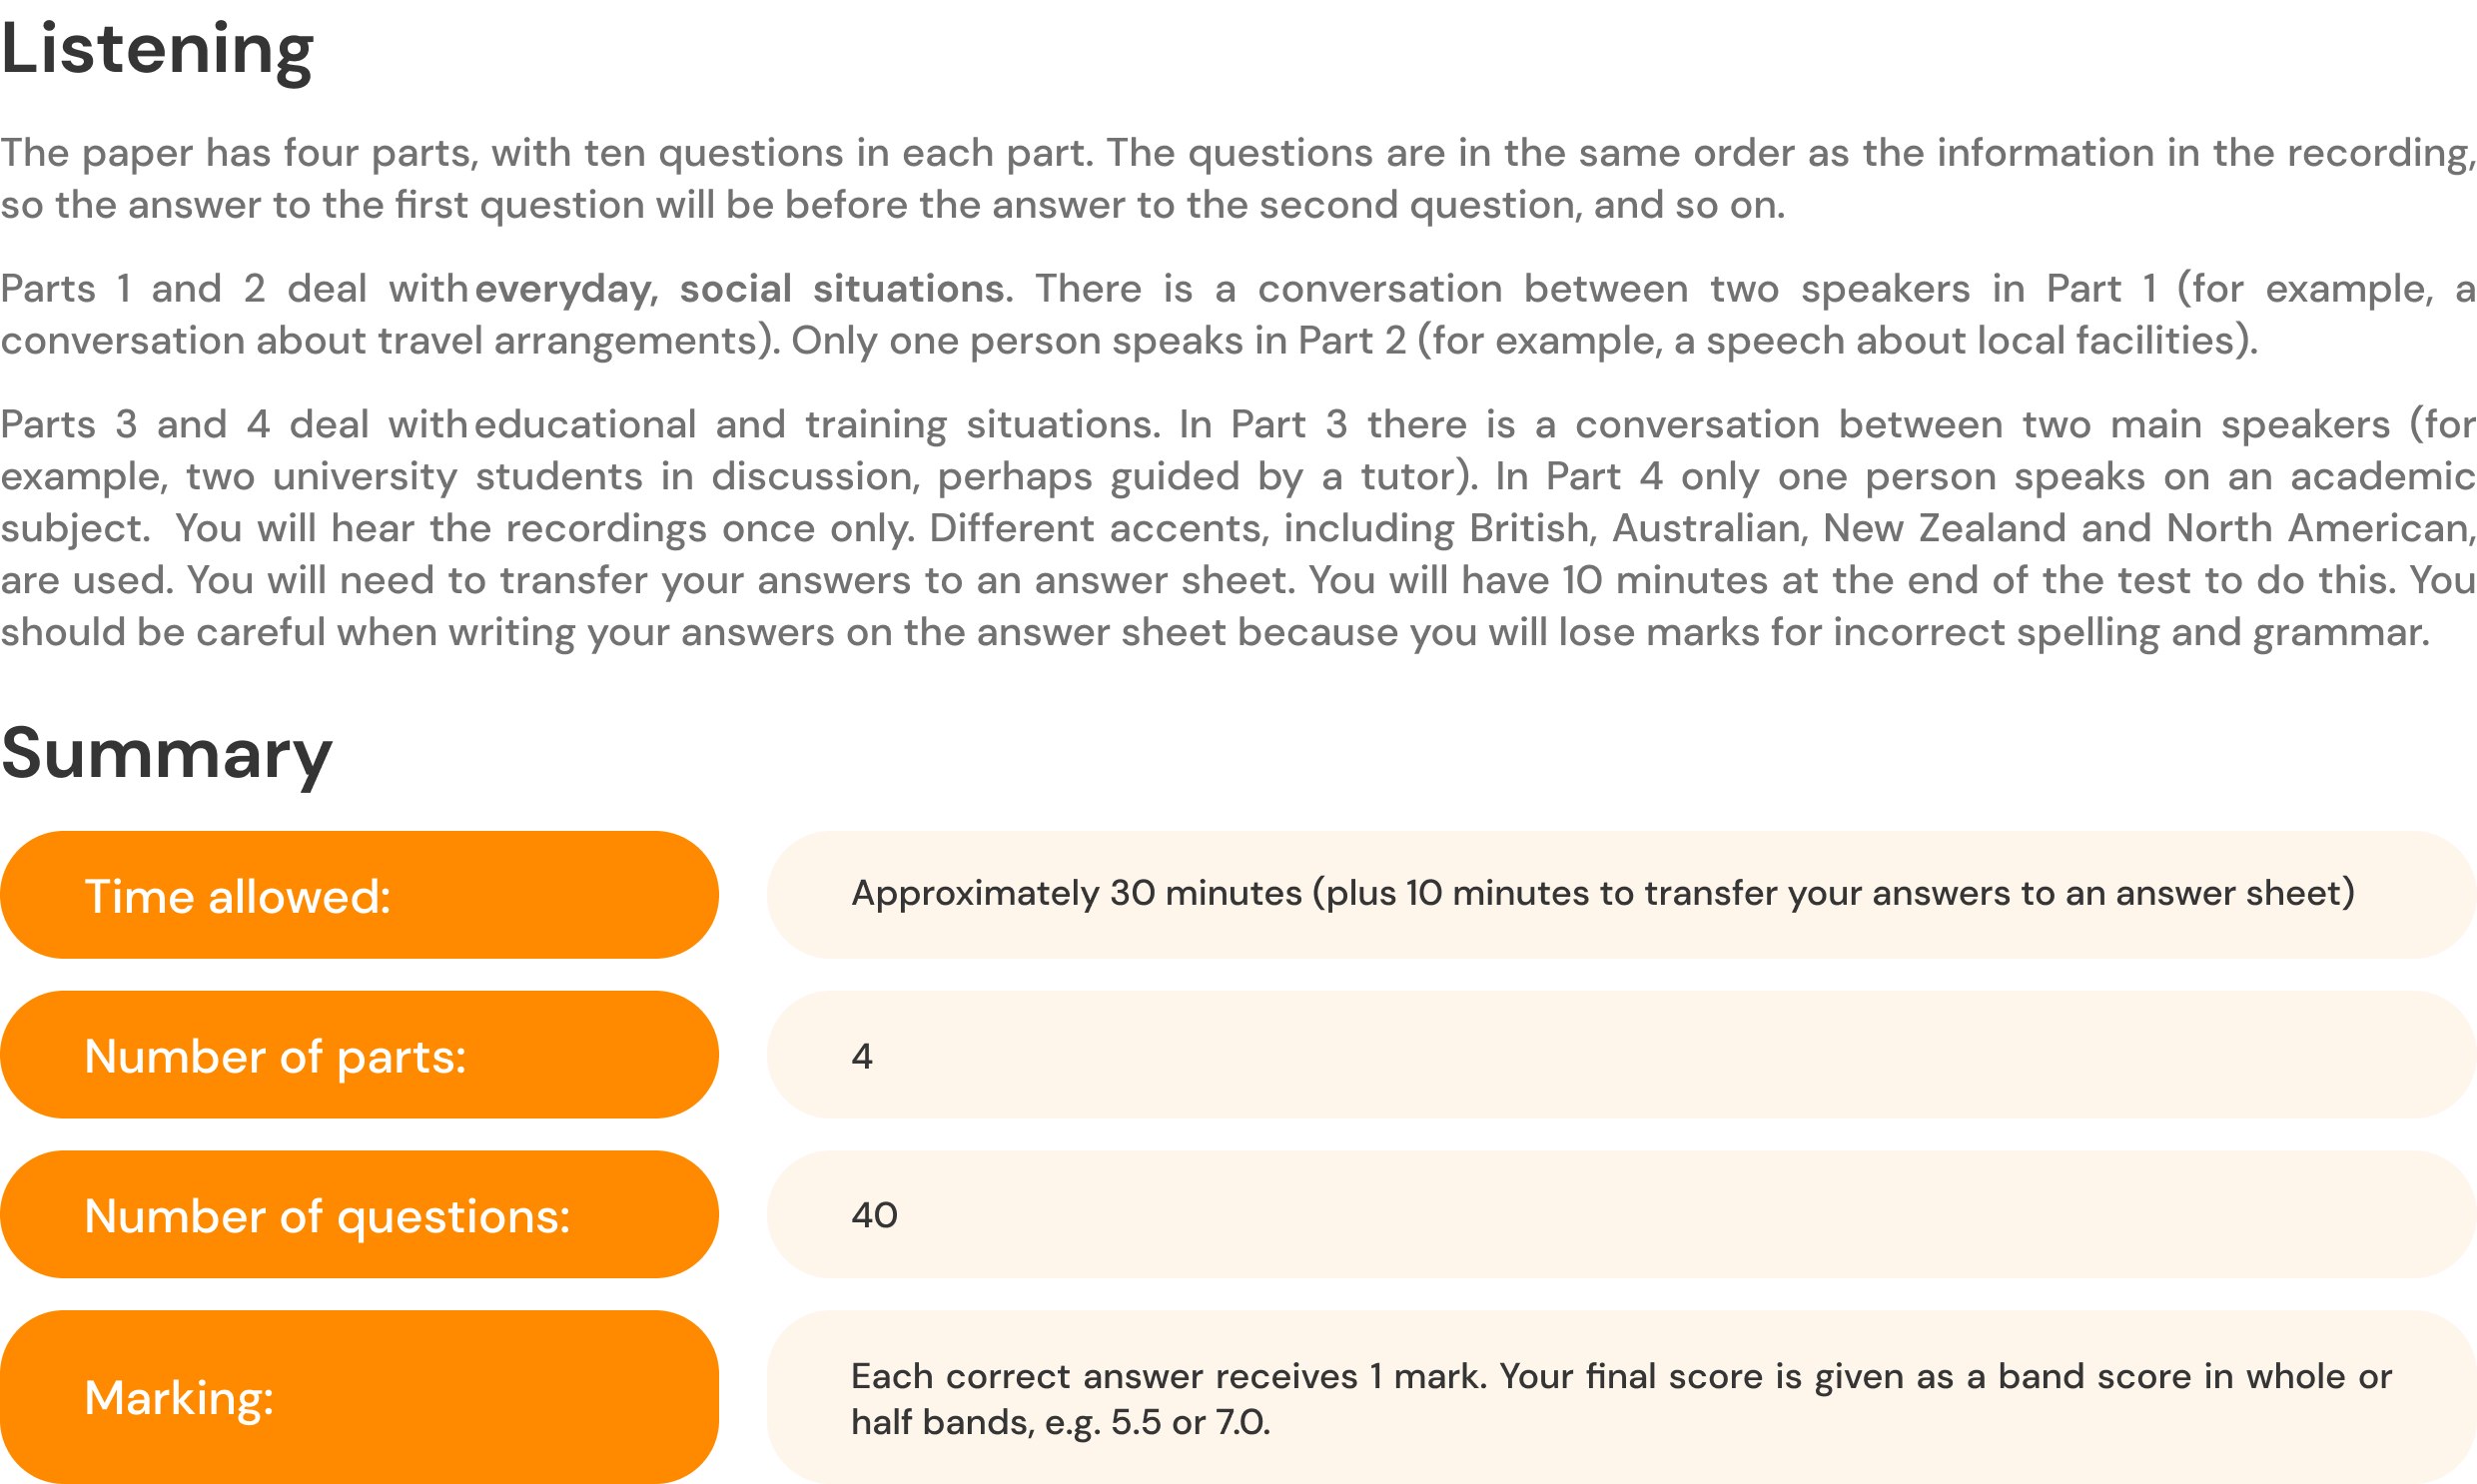 Listening
The paper has four parts, with ten questions in each part. The questions are in the same order as the information in the recording,
so the answer to the first question will be before the answer to the second question, and so on.
Parts 1 and 2 deal with everyday, social situations. There is a conversation between two speakers in Part 1 (for example, a
conversation about travel arrangements). Only one person speaks in Part 2 (for example, a speech about local facilities).
Parts 3 and 4 deal with educational and training situations. In Part 3 there is a conversation between two main speakers (for
example, two university students in discussion, perhaps guided by a tutor). In Part 4 only one person speaks on an academic
subject. You will hear the recordings once only. Different accents, including British, Australian, New Zealand and North American,
are used. You will need to transfer your answers to an answer sheet. You will have 10 minutes at the end of the test to do this. You
should be careful when writing your answers on the answer sheet because you will lose marks for incorrect spelling and grammar.
Summary
Time allowed:
Approximately 30 minutes (plus 10 minutes to transfer your answers to an answer sheet)
Number of parts:
4
Number of questions:
40
Marking:
Each correct answer receives 1 mark. Your final score is given as a band score in whole or
half bands, e.g. 5.5 or 7.0.